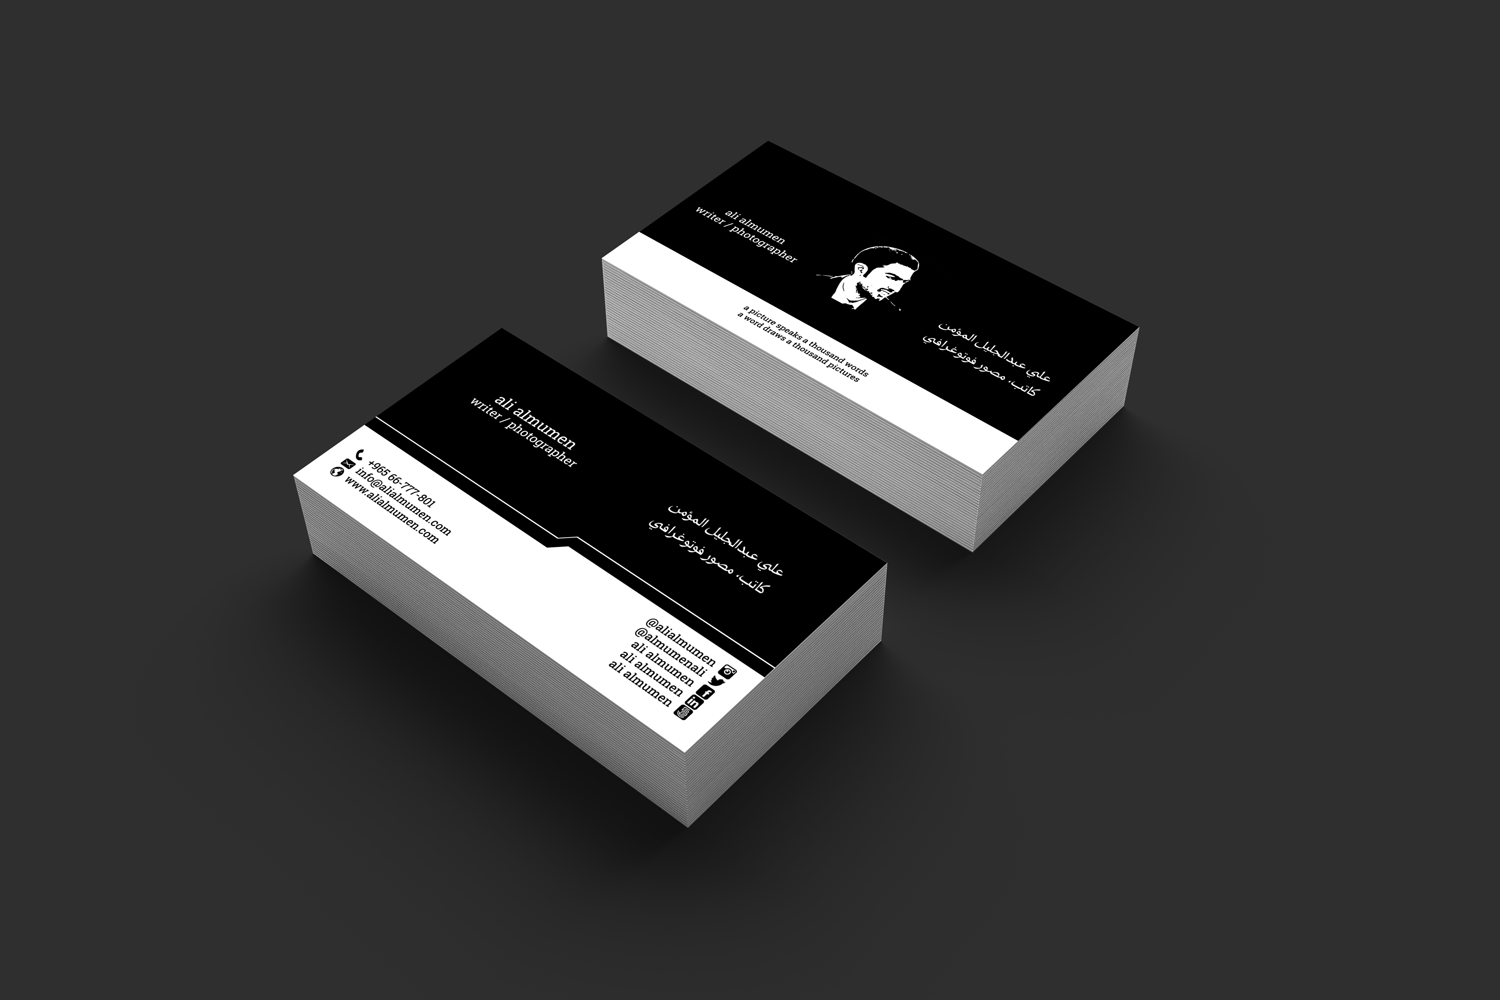 ali almumen
writer / photographer
علي عبدالجليل المؤمن
كاتب، مصور فوتوغرافي
a picture speaks a thousand words
a word draws a thousand pictures
ali almumen
writer / photographer
علي عبدالجليل المؤمن
كاتب، مصور فوتوغرافي
+965 66-777-801
info@alialmumen.com
www.alialmumen.com
@alialmumen
@almumenali
ali almumen
ali almumen
ali almumen